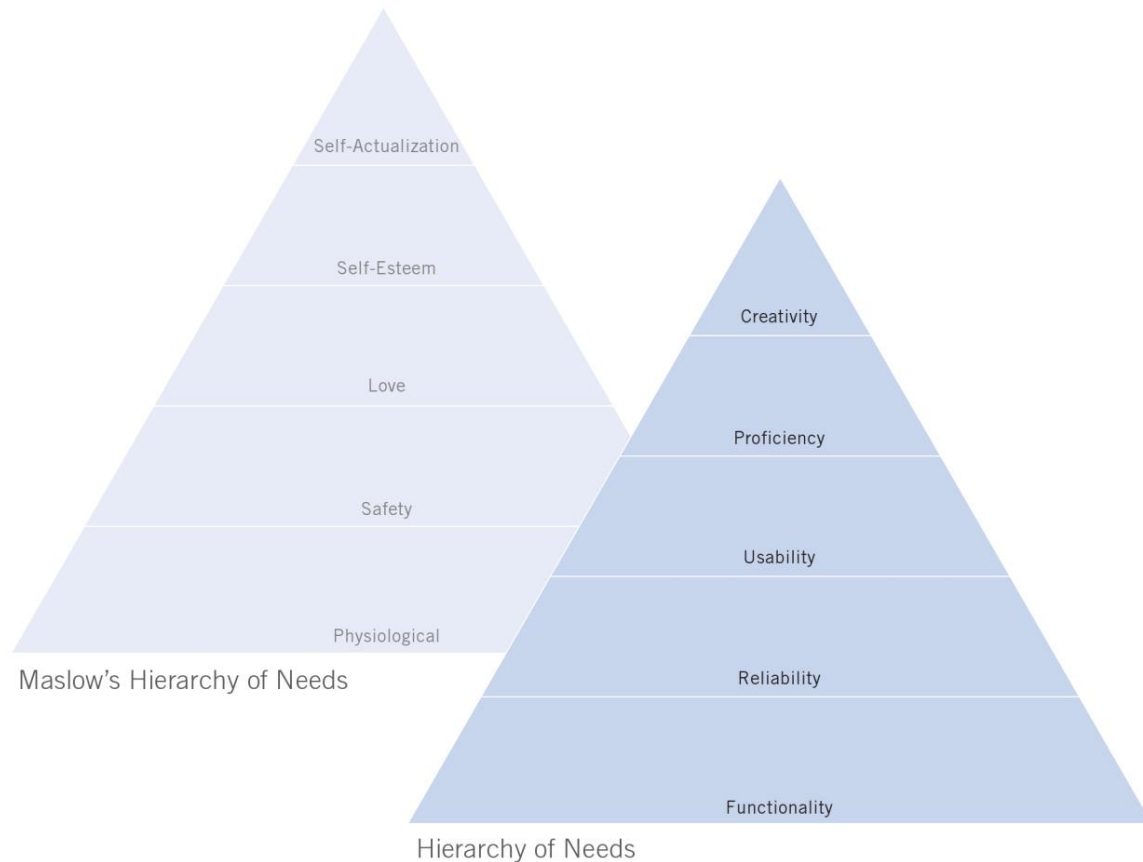 Self-Actualization
Self-Esteem
Love
Safety
Physiological
Maslow’s Hierarchy of Needs
Creativity
Proficiency
Usability
Reliability
Functionality
Hierarchy of Needs